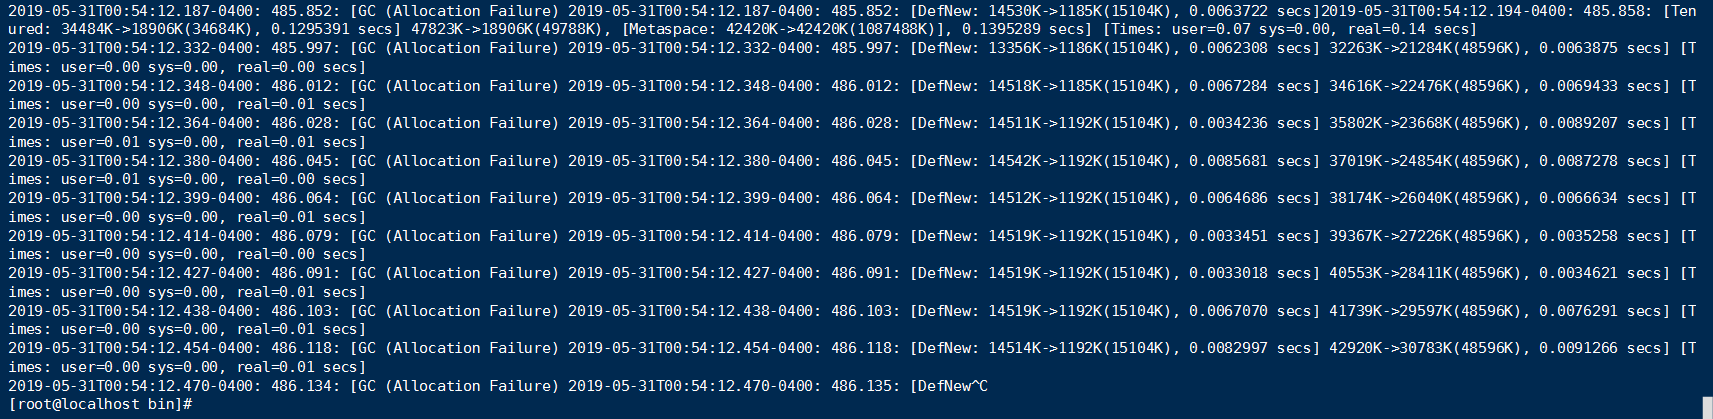 2019-05-31T00:54:12.187-0400: 485.852: [GC (Allocation Failure) 2019-05-31T00:54:12.187-0400: 485.852: [DefNew: 14530K->1185K(15104K), 0.0063722 secs]2019-05-31T00:54:12.194-0400: 485.858: [Ten
ured: 34484K->18906K(34684K), 0.1295391 secs] 47823K->18906K(49788K), [Metaspace: 42420K->42420K(1087488K)], 0.1395289 secs] [Times: user=0.07 sys=0.00, real=0.14 secs]
2019-05-31T00:54:12.332-0400: 485.997: [GC (Allocation Failure) 2019-05-31T00:54:12.332-0400: 485.997: [DefNew: 13356K->1186K(15104K), 0.0062308 secs] 32263K->21284K(48596K), 0.0063875 secs] [T
imes: user=0.00 sys=0.00, real=0.00 secs]
2019-05-31T00:54:12.348-0400: 486.012: [GC (Allocation Failure) 2019-05-31T00:54:12.348-0400: 486.012: [DefNew: 14518K->1185K(15104K), 0.0067284 secs] 34616K->22476K(48596K), 0.0069433 secs] [T
imes: user=0.00 sys=0.00, real=0.01 secs]
2019-05-31T00:54:12.364-0400: 486.028: [GC (Allocation Failure) 2019-05-31T00:54:12.364-0400: 486.028: [DefNew: 14511K->1192K(15104K), 0.0034236 secs] 35802K->23668K(48596K), 0.0089207 secs] [T
imes: user=0.01 sys=0.00, real=0.01 secs]
2019-05-31T00:54:12.380-0400: 486.045: [GC (Allocation Failure) 2019-05-31T00:54:12.380-0400: 486.045: [DefNew: 14542K->1192K(15104K), 0.0085681 secs] 37019K->24854K(48596K), 0.0087278 secs] [T
imes: user=0.01 sys=0.00, real=0.00 secs]
2019-05-31T00:54:12.399-0400: 486.064: [GC (Allocation Failure) 2019-05-31T00:54:12.399-0400: 486.064: [DefNew: 14512K->1192K(15104K), 0.0064686 secs] 38174K->26040K(48596K), 0.0066634 secs] [T
imes: user=0.00 sys=0.00, real=0.01 secs]
2019-05-31T00:54:12.414-0400: 486.079: [GC (Allocation Failure) 2019-05-31T00:54:12.414-0400: 486.079: [DefNew: 14519K->1192K(15104K), 0.0033451 secs] 39367K->27226K(48596K), 0.0035258 secs] [T
imes: user=0.00 sys=0.00, real=0.00 secs]
2019-05-31T00:54:12.427-0400: 486.091: [GC (Allocation Failure) 2019-05-31T00:54:12.427-0400: 486.091: [DefNew: 14519K->1192K(15104K), 0.0033018 secs] 40553K->28411K(48596K), 0.0034621 secs] [T
imes: user=0.00 sys=0.00, real=0.01 secs]
2019-05-31T00:54:12.438-0400: 486.103: [GC (Allocation Failure) 2019-05-31T00:54:12.438-0400: 486.103: [DefNew: 14519K->1192K(15104K), 0.0067070 secs] 41739K->29597K(48596K), 0.0076291 secs] [T
imes: user=0.00 sys=0.00, real=0.01 secs]
2019-05-31T00:54:12.454-0400: 486.118: [GC (Allocation Failure) 2019-05-31T00:54:12.454-0400: 486.118: [DefNew: 14514K->1192K(15104K), 0.0082997 secs] 42920K->30783K(48596K), 0.0091266 secs] [T
imes: user=0.00 sys=0.00, real=0.01 secs]
2019-05-31T00:54:12.470-0400: 486.134: [GC (Allocation Failure) 2019-05-31T00:54:12.470-0400: 486.135: [DefNew^C
[root@localhost bin]#